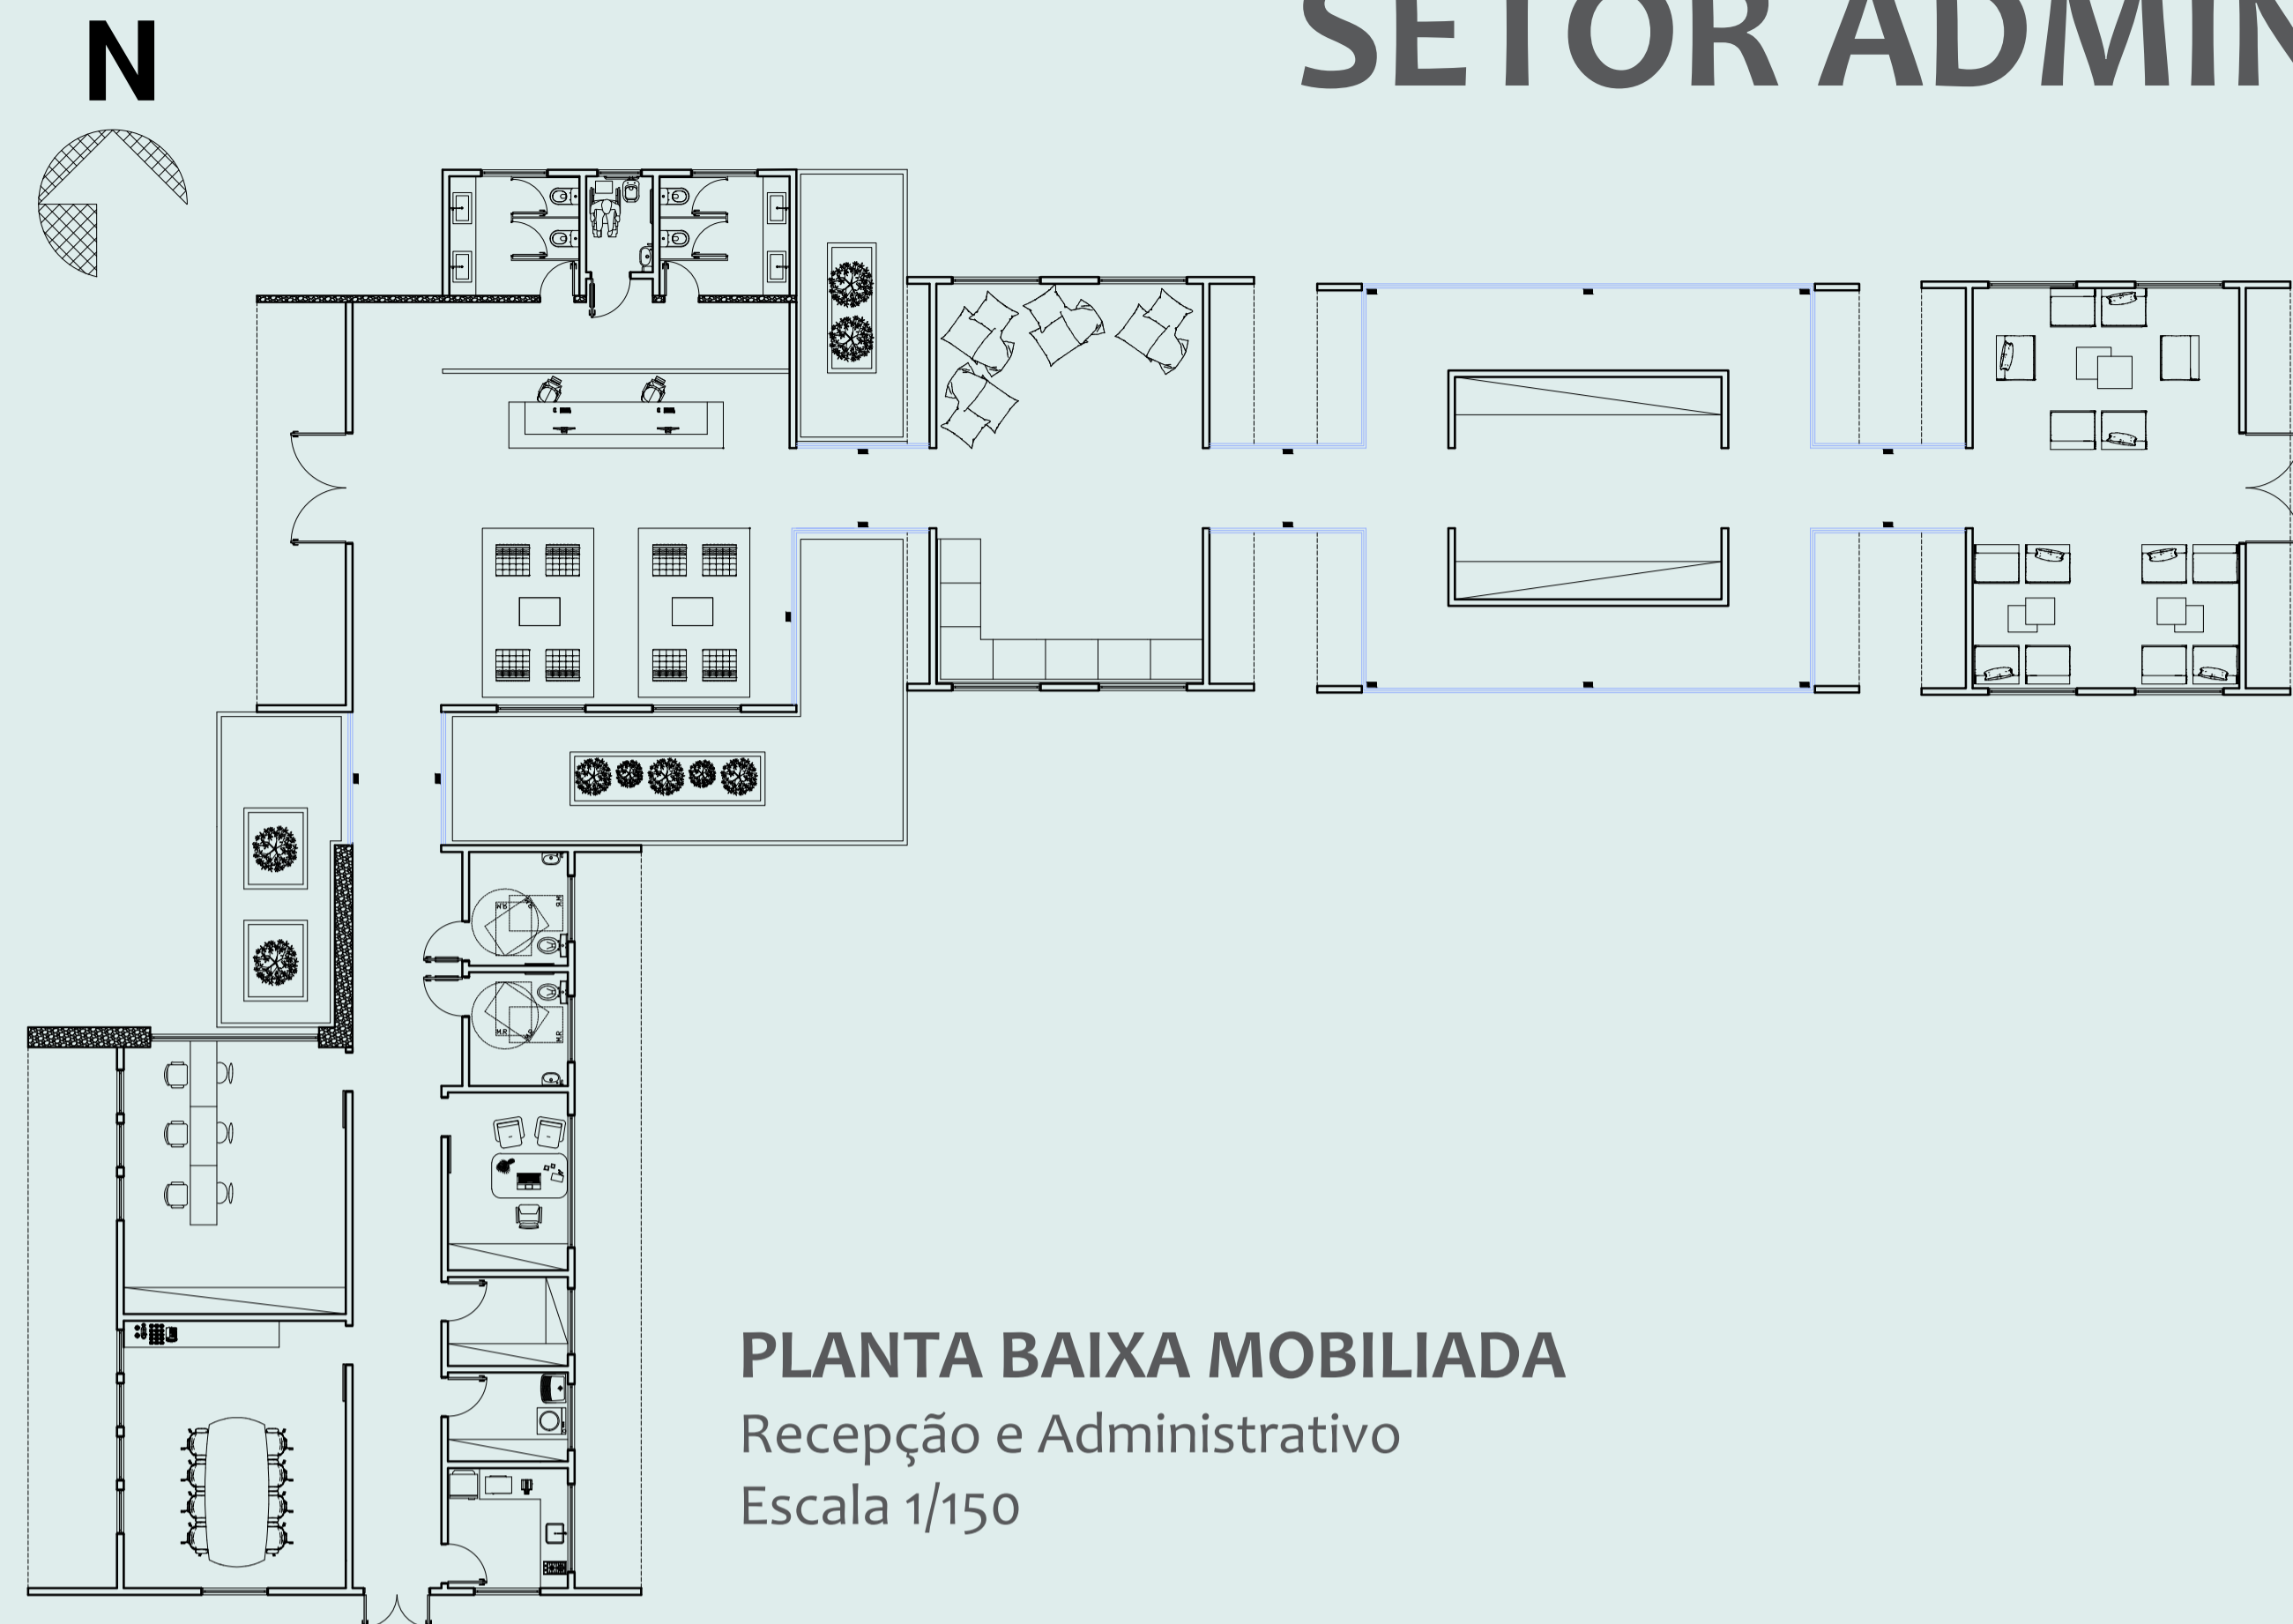 SETOR ADMIN
N
M.R
M.R
M.R
M.R
PLANTA BAIXA MOBILIADA
Recepção e Administrativo
Escala 1/150